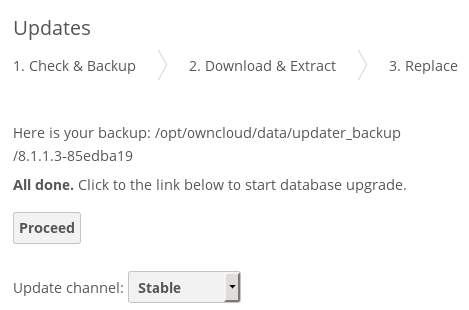 Updates
1. Check & Backup
2. Download & Extract
3. Replace
Here is your backup: /opt/owncloud/data/updater_backup
/8.1.1.3-85edba19
All done. Click to the link below to start database upgrade.
Proceed
Update channel: Stable